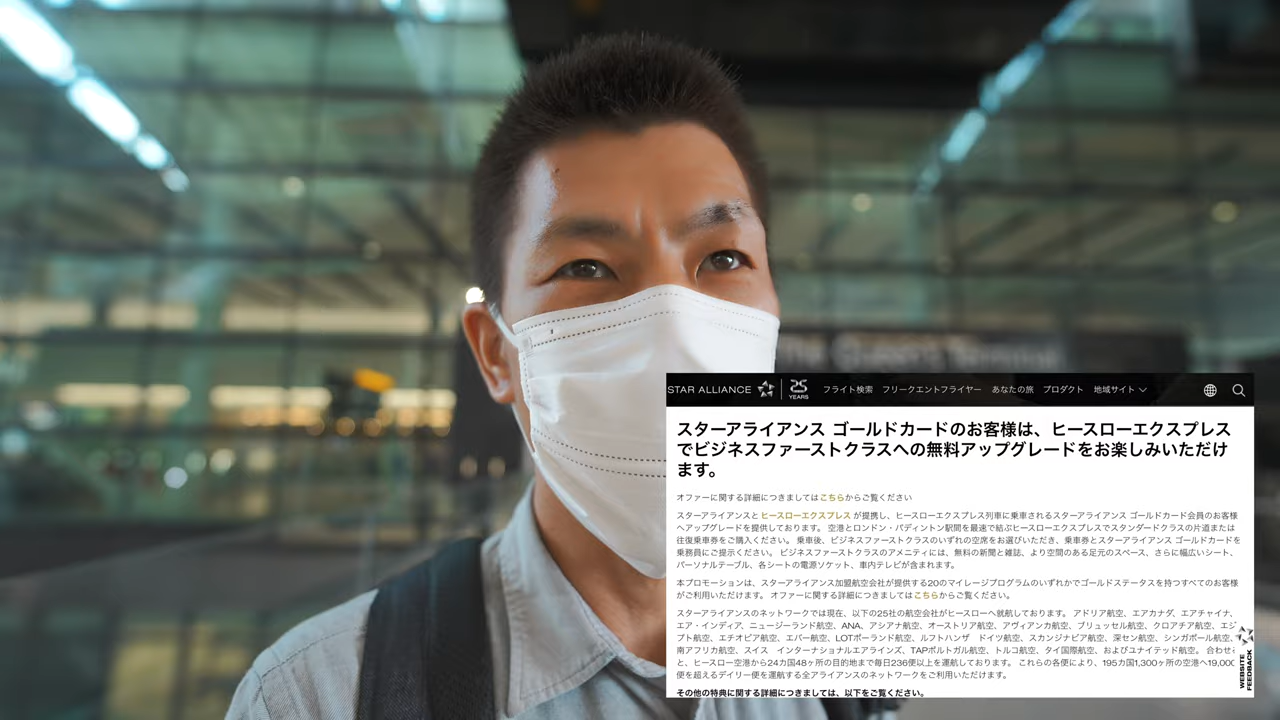 The Queen's Terminal
STAR ALLIANCE 25 YEARS フライト検索 フリークエントフライヤー あなたの旅 プロダクト 地域サイト
スターアライアンス ゴールドカードのお客様は、ヒースローエクスプレス
でビジネスファーストクラスへの無料アップグレードをお楽しみいただけ
ます。
オファーに関する詳細につきましてはこちらからご覧ください
スターアライアンスとヒースローエクスプレス が提携し、ヒースローエクスプレス列車に乗車されるスターアライアンス ゴールドカード会員のお客様
へアップグレードを提供しております。 空港とロンドン・パディントン駅間を最速で結ぶヒースローエクスプレスでスタンダードクラスの片道または
往復乗車券をご購入ください。 乗車後、ビジネスファーストクラスのいずれの空席をお選びいただき、乗車券とスターアライアンス ゴールドカードを
乗務員にご提示ください。 ビジネスファーストクラスのアメニティには、無料の新聞と雑誌、より空間のある足元のスペース、さらに幅広いシート、
パーソナルテーブル、各シートの電源ソケット、車内テレビが含まれます。
本プロモーションは、スターアライアンス加盟航空会社が提供する20のマイレージプログラムのいずれかでゴールドステータスを持つすべてのお客様
がご利用いただけます。 オファーに関する詳細につきましてはこちらからご覧ください。
スターアライアンスのネットワークでは現在、以下の25社の航空会社がヒースローへ就航しております。 アドリア航空、エアカナダ、エアチャイナ、
エア・インディア、ニュージーランド航空、ANA、アシアナ航空、オーストリア航空、アヴィアンカ航空、ブリュッセル航空、クロアチア航空、エジ
プト航空、エチオピア航空、エバー航空、LOTポーランド航空、ルフトハンザ ドイツ航空、スカンジナビア航空、深セン航空、シンガポール航空、
南アフリカ航空、スイス インターナショナルエアラインズ、TAPポルトガル航空、トルコ航空、タイ国際航空、およびユナイテッド航空。 合わせ
と、ヒースロー空港から24カ国48ヶ所の目的地まで毎日236便以上を運航しております。 これらの各便により、195カ国1,300ヶ所の空港へ19,000
便を超えるデイリー便を運航する全アライアンスのネットワークをご利用いただけます。
その他の特典に関する詳細につきましては、以下をご覧ください。
WEBSITE
FEEDBACK